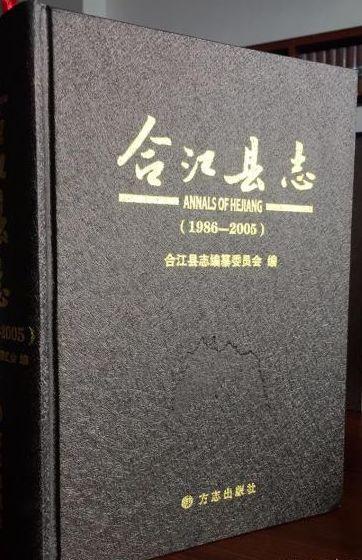 合江县志
ANNALS OF HEJIANG
(1986—2005)
合江县志编纂委员会 编
方志出版社